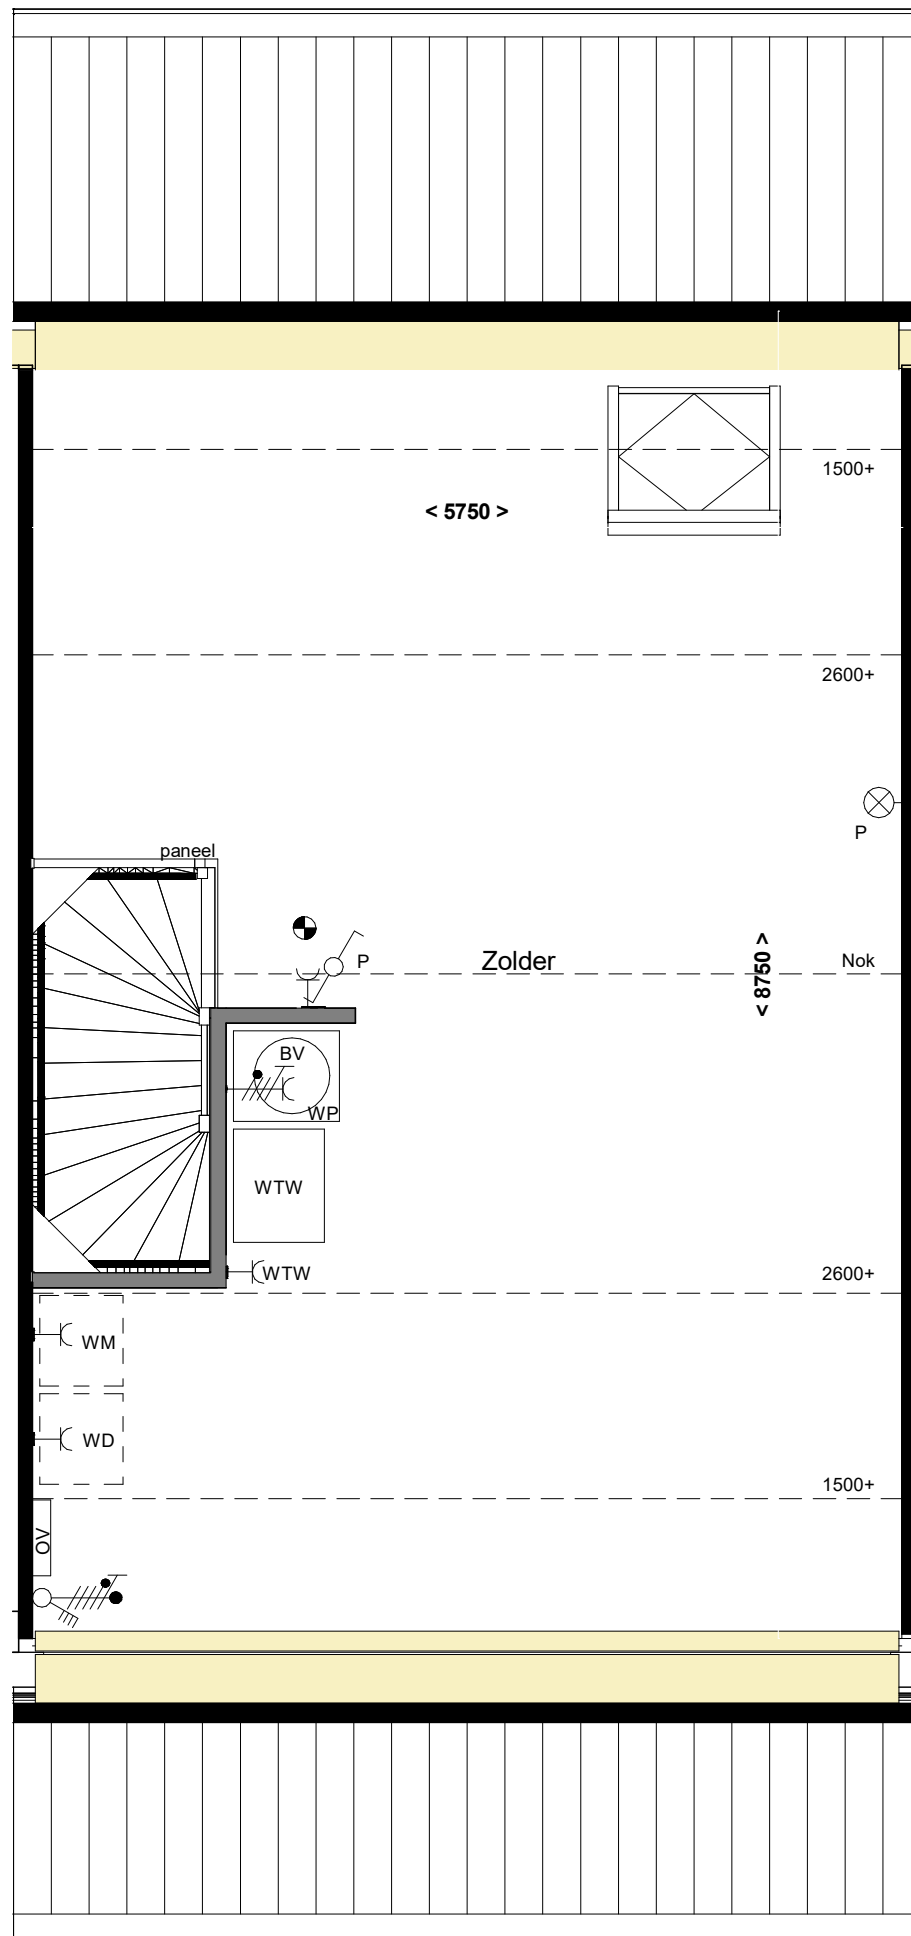 1500+
< 5750 >
2600+
P
paneel
P
Zolder
< 8750 >
Nok
BV
WP
WTW
WTW
2600+
WM
WD
1500+
OV